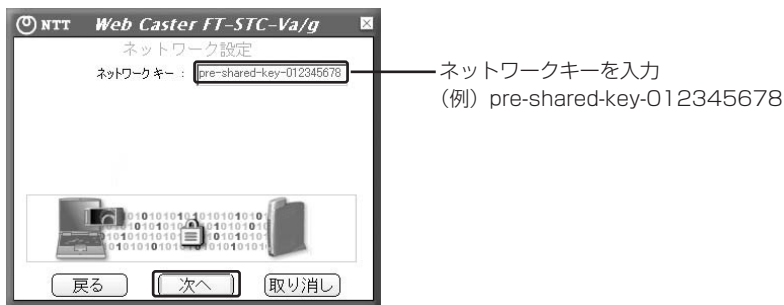 NTT Web Caster FT-STC-Va/g
ネットワーク設定
ネットワークキー : pre-shared-key-012345678
ネットワークキーを入力
（例）pre-shared-key-012345678
戻る 次へ 取り消し